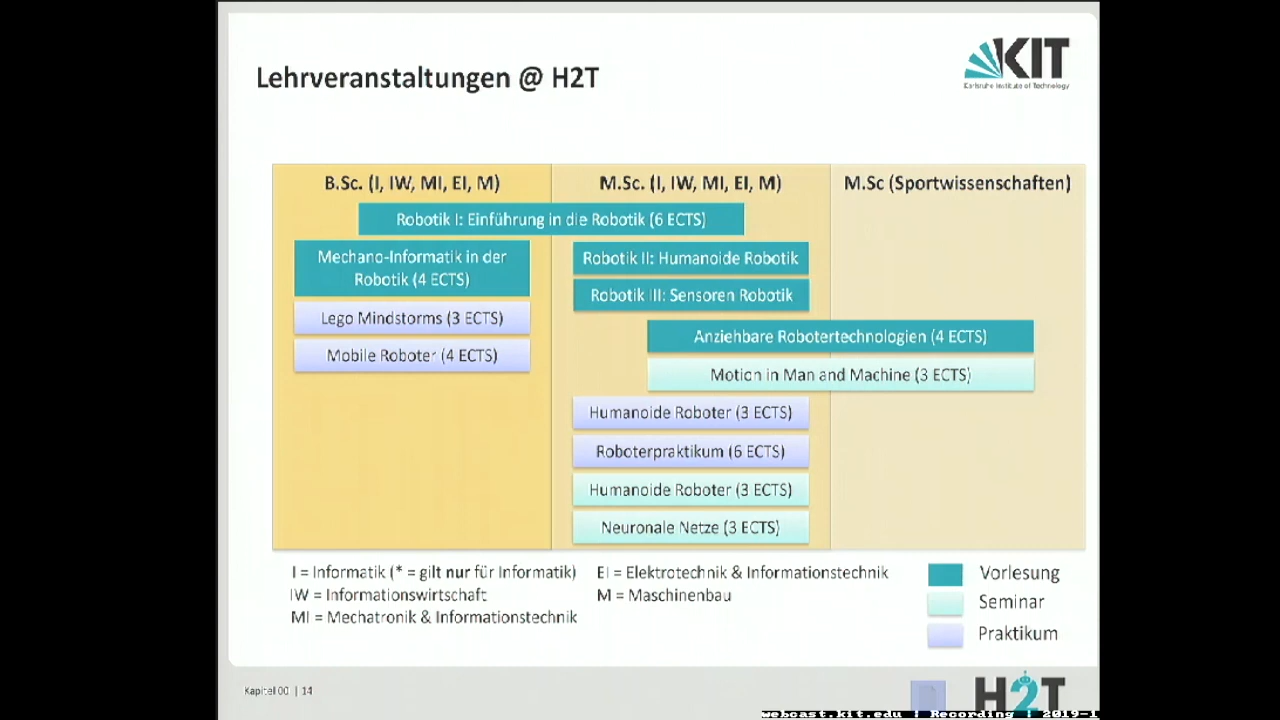 Lehrveranstaltungen @ H2T
KIT
Karlsruhe Institute of Technology
B.Sc. (I, IW, MI, EI, M)
M.Sc. (I, IW, MI, EI, M)
M.Sc (Sportwissenschaften)
Robotik I: Einführung in die Robotik (6 ECTS)
Mechano-Informatik in der
Robotik (4 ECTS)
Robotik II: Humanoide Robotik
Lego Mindstorms (3 ECTS)
Robotik III: Sensoren Robotik
Mobile Roboter (4 ECTS)
Anziehbare Robotertechnologien (4 ECTS)
Motion in Man and Machine (3 ECTS)
Humanoide Roboter (3 ECTS)
Roboterpraktikum (6 ECTS)
Humanoide Roboter (3 ECTS)
Neuronale Netze (3 ECTS)
I = Informatik (* = gilt nur für Informatik)
IW = Informationswirtschaft
MI = Mechatronik & Informationstechnik
EI = Elektrotechnik & Informationstechnik
M = Maschinenbau
Vorlesung
Seminar
Praktikum
Kapitel 00 | 14
H2T
webcast.kit.edu | Recording | 2019-1